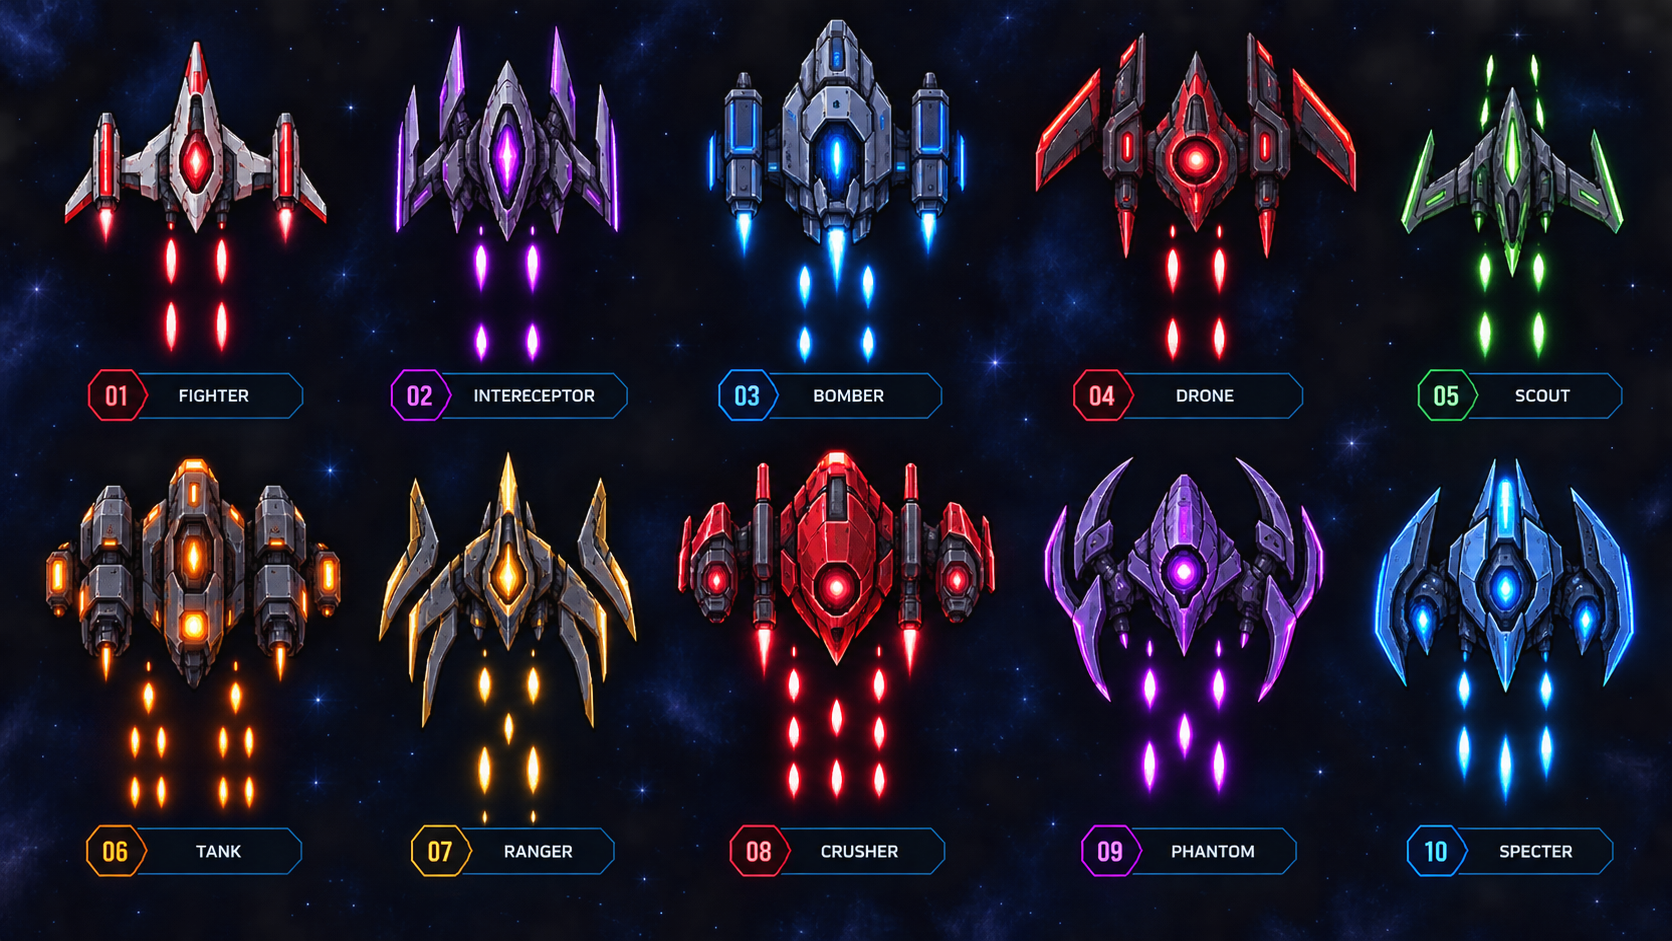 01 FIGHTER
02 INTERECEPTOR
03 BOMBER
04 DRONE
05 SCOUT
06 TANK
07 RANGER
08 CRUSHER
09 PHANTOM
10 SPECTER